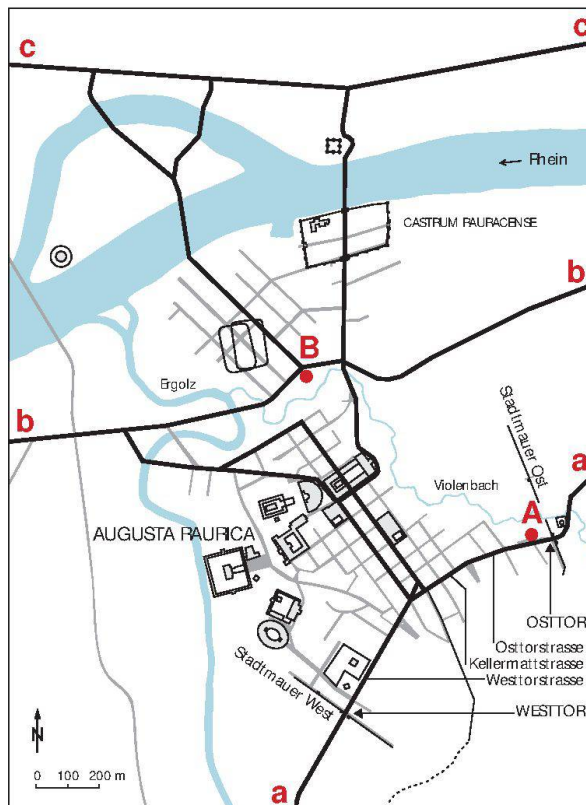 c
c
Rhein
CASTRUM RAURACENSE
b
B
Ergolz
b
Stadtmauer Ost
a
Violenbach
A
AUGUSTA RAURICA
OSTTOR
Osttorstrasse
Kellermattstrasse
Westtorstrasse
Stadtmauer West
WESTTOR
N
0 100 200 m
a